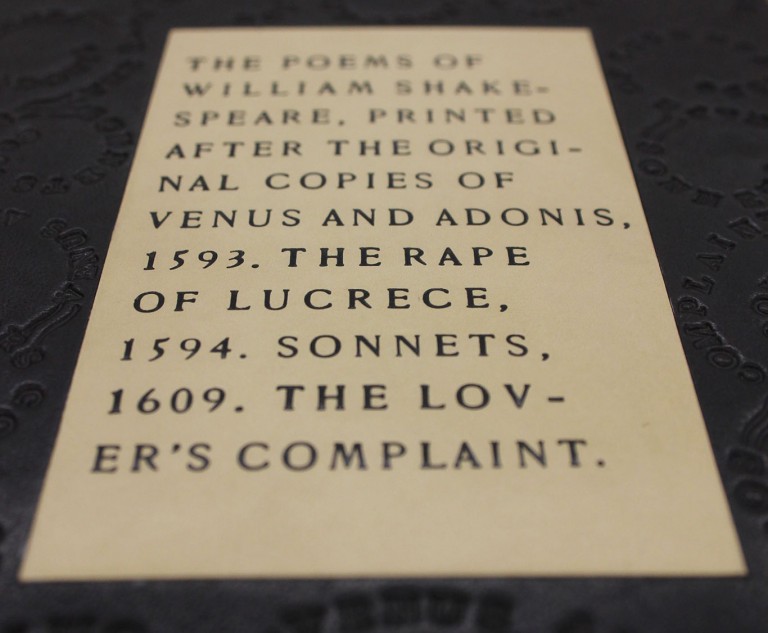 THE POEMS OF
WILLIAM SHAKE-
SPEARE, PRINTED
AFTER THE ORIGI-
NAL COPIES OF
VENUS AND ADONIS,
1593. THE RAPE
OF LUCRECE,
1594. SONNETS,
1609. THE LOV-
ER'S COMPLAINT.